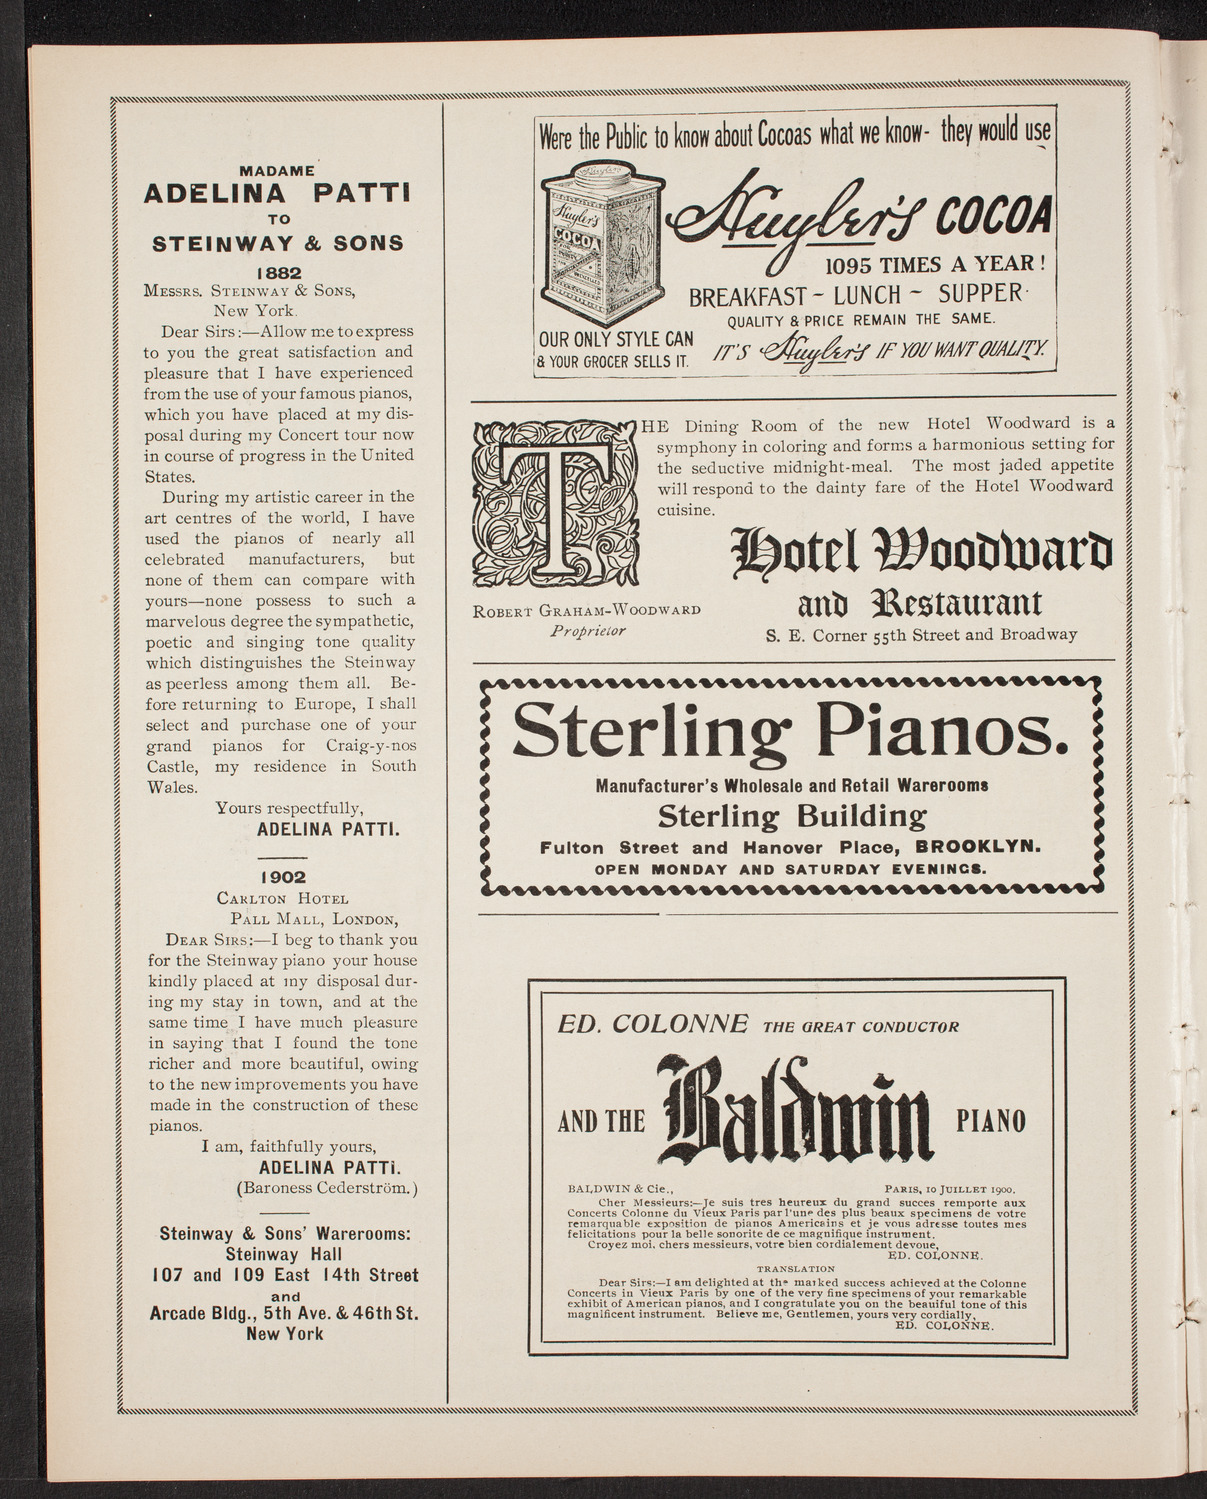 MADAME
ADELINA PATTI
TO
STEINWAY & SONS
1882
MESSRS. STEINWAY & SONS,
New York.
Dear Sirs:—Allow me to express
to you the great satisfaction and
pleasure that I have experienced
from the use of your famous pianos,
which you have placed at my dis-
posal during my Concert tour now
in course of progress in the United
States.
During my artistic career in the
art centres of the world, I have
used the pianos of nearly all
celebrated manufacturers, but
none of them can compare with
yours—none possess to such a
marvelous degree the sympathetic,
poetic and singing tone quality
which distinguishes the Steinway
as peerless among them all. Be-
fore returning to Europe, I shall
select and purchase one of your
grand pianos for Craig-y-nos
Castle, my residence in South
Wales.
Yours respectfully,
ADELINA PATTI.
1902
CARLTON HOTEL
PALL MALL, LONDON,
DEAR SIRS:—I beg to thank you
for the Steinway piano your house
kindly placed at my disposal dur-
ing my stay in town, and at the
same time I have much pleasure
in saying that I found the tone
richer and more beautiful, owing
to the new improvements you have
made in the construction of these
pianos.
I am, faithfully yours,
ADELINA PATTi.
(Baroness Cederström.)
Steinway & Sons' Warerooms:
Steinway Hall
107 and 109 East 14th Street
and
Arcade Bldg., 5th Ave. & 46th St.
New York
Were the Public to know about Cocoas what we know- they would use
Huyler's
Huyler's
COCOA
Huyler's COCOA
1095 TIMES A YEAR!
BREAKFAST ~ LUNCH ~ SUPPER
QUALITY & PRICE REMAIN THE SAME.
OUR ONLY STYLE CAN
& YOUR GROCER SELLS IT.
IT'S Huyler's IF YOU WANT QUALITY.
THE Dining Room of the new Hotel Woodward is a
symphony in coloring and forms a harmonious setting for
the seductive midnight-meal. The most jaded appetite
will respond to the dainty fare of the Hotel Woodward
cuisine.
Hotel Woodward
and Restaurant
ROBERT GRAHAM-WOODWARD
Proprietor
S. E. Corner 55th Street and Broadway
Sterling Pianos.
Manufacturer's Wholesale and Retail Warerooms
Sterling Building
Fulton Street and Hanover Place, BROOKLYN.
OPEN MONDAY AND SATURDAY EVENINGS.
ED. COLONNE THE GREAT CONDUCTOR
AND THE Baldwin PIANO
BALDWIN & Cie., PARIS, 10 JUILLET 1900.
Cher Messieurs:—Je suis tres heureux du grand succes remporte aux
Concerts Colonne du Vieux Paris par l'une des plus beaux specimens de votre
remarquable exposition de pianos Americains et je vous adresse toutes mes
felicitations pour la belle sonorite de ce magnifique instrument.
Croyez moi, chers messieurs, votre bien cordialement devoue,
ED. COLONNE.
TRANSLATION
Dear Sirs:—I am delighted at the marked success achieved at the Colonne
Concerts in Vieux Paris by one of the very fine specimens of your remarkable
exhibit of American pianos, and I congratulate you on the beauiful tone of this
magnificent instrument. Believe me, Gentlemen, yours very cordially,
ED. COLONNE.